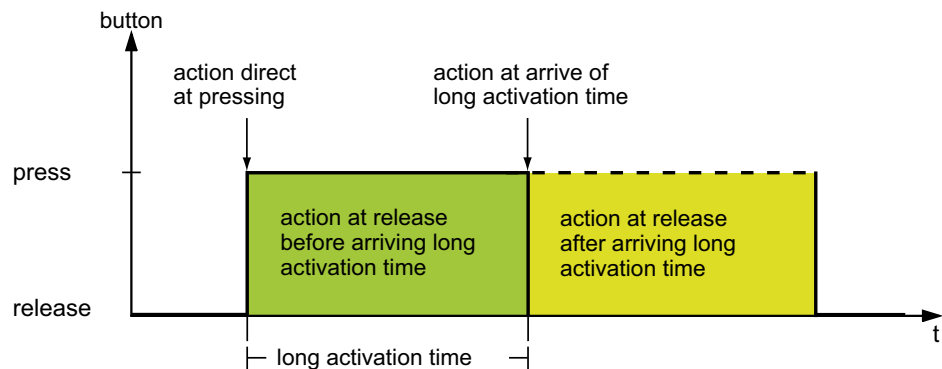 button
action direct
at pressing
action at arrive of
long activation time
press
action at release
before arriving long
activation time
action at release
after arriving long
activation time
release
t
long activation time